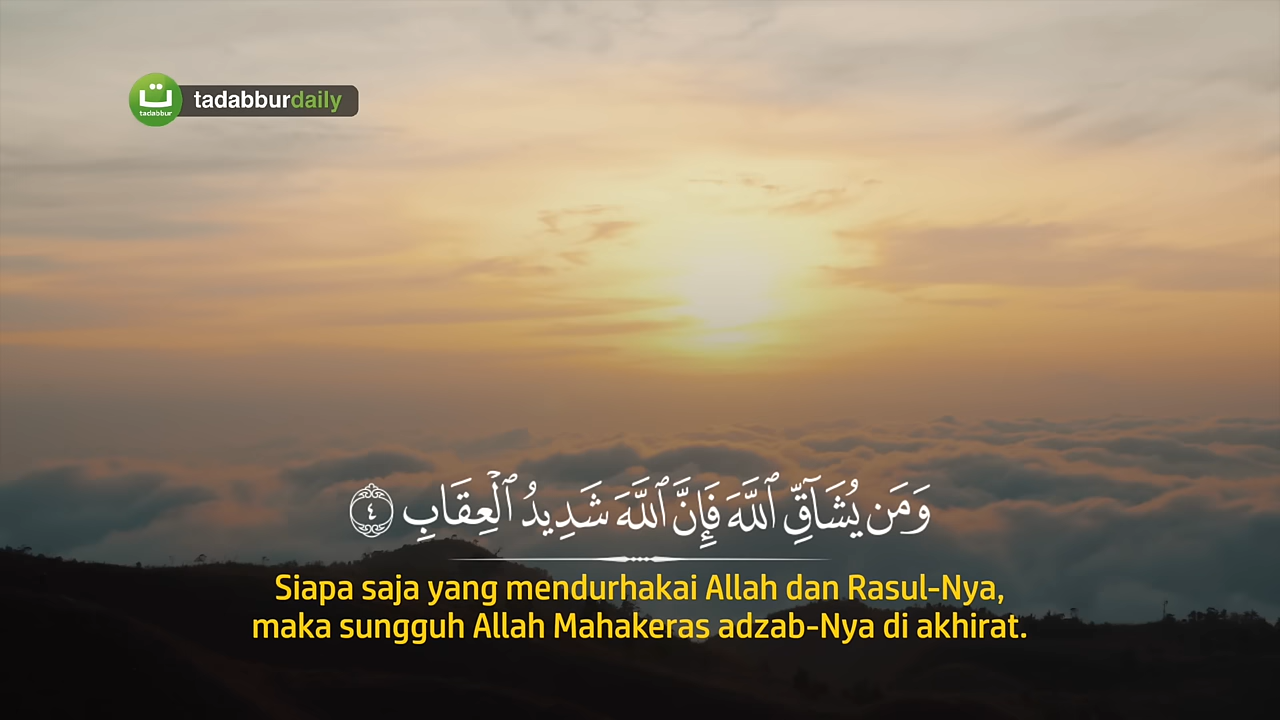 ت
tadabbur
tadabburdaily
وَمَن يُشَآقِّ ٱللَّهَ فَإِنَّ ٱللَّهَ شَدِيدُ ٱلْعِقَابِ ٤
Siapa saja yang mendurhakai Allah dan Rasul-Nya,
maka sungguh Allah Mahakeras adzab-Nya di akhirat.